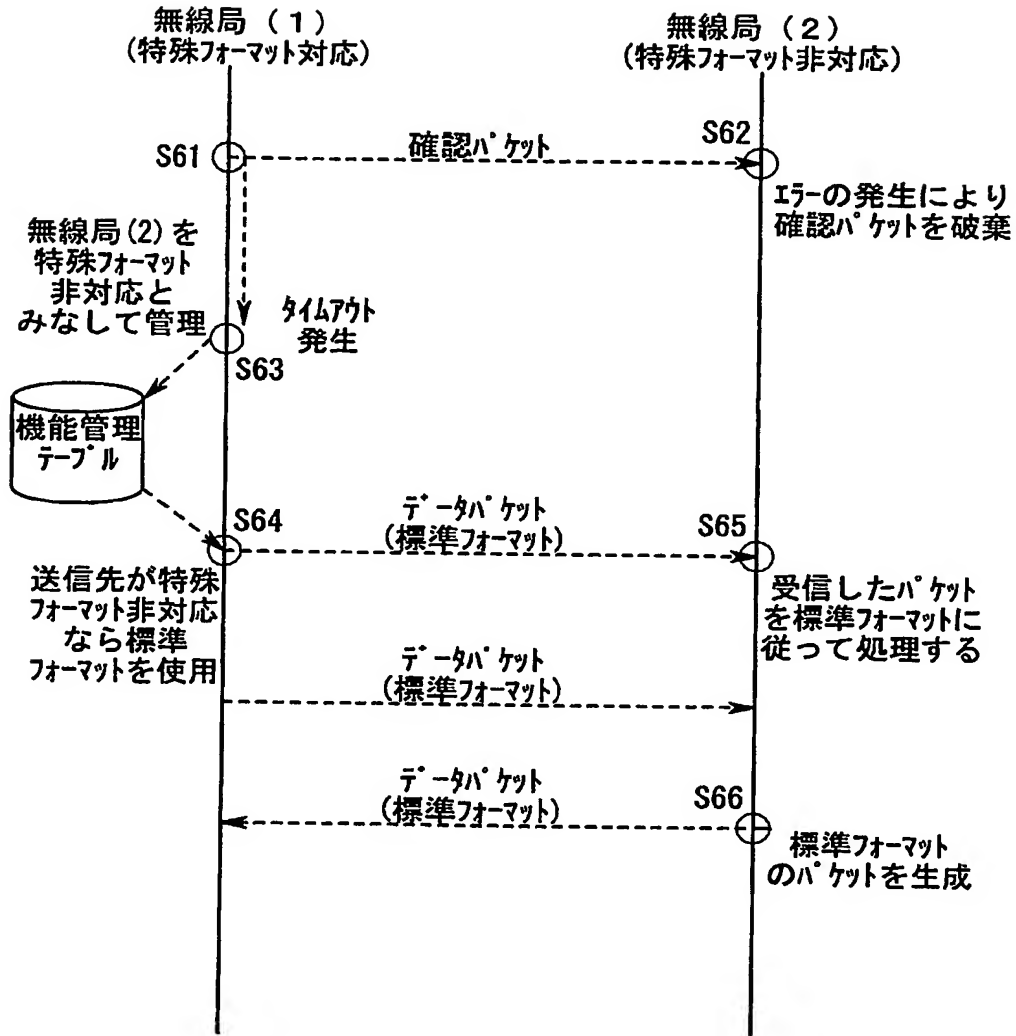 無線局（１）
(特殊フォーマット対応)
無線局（２）
(特殊フォーマット非対応)
S61
確認パケット
S62
エラーの発生により
確認パケットを破棄
無線局(2)を
特殊フォーマット
非対応と
みなして管理
タイムアウト
発生
S63
機能管理
テーブル
S64
データパケット
(標準フォーマット)
S65
送信先が特殊
フォーマット非対応
なら標準
フォーマットを使用
受信したパケット
を標準フォーマットに
従って処理する
データパケット
(標準フォーマット)
データパケット
(標準フォーマット)
S66
標準フォーマット
のパケットを生成